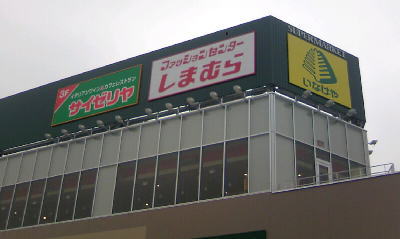 3F
イタリアンワイン&カフェレストラン
サイゼリヤ
ファッションセンター
しまむら
SUPERMARKET
いなげや